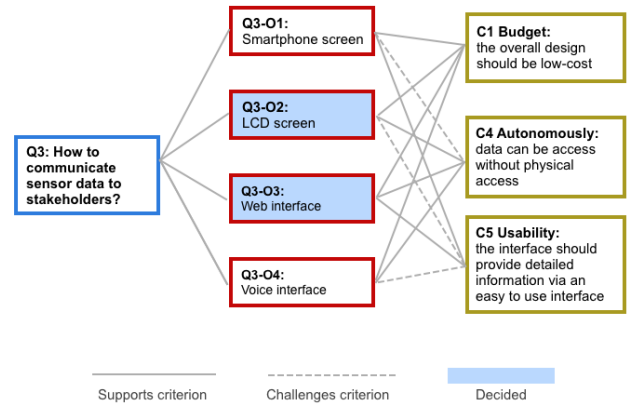 Q3-O1:
Smartphone screen
C1 Budget:
the overall design
should be low-cost
Q3-O2:
LCD screen
Q3: How to
communicate
sensor data to
stakeholders?
C4 Autonomously:
data can be access
without physical
access
Q3-O3:
Web interface
C5 Usability:
the interface should
provide detailed
information via an
easy to use interface
Q3-O4:
Voice interface
Supports criterion
Challenges criterion
Decided